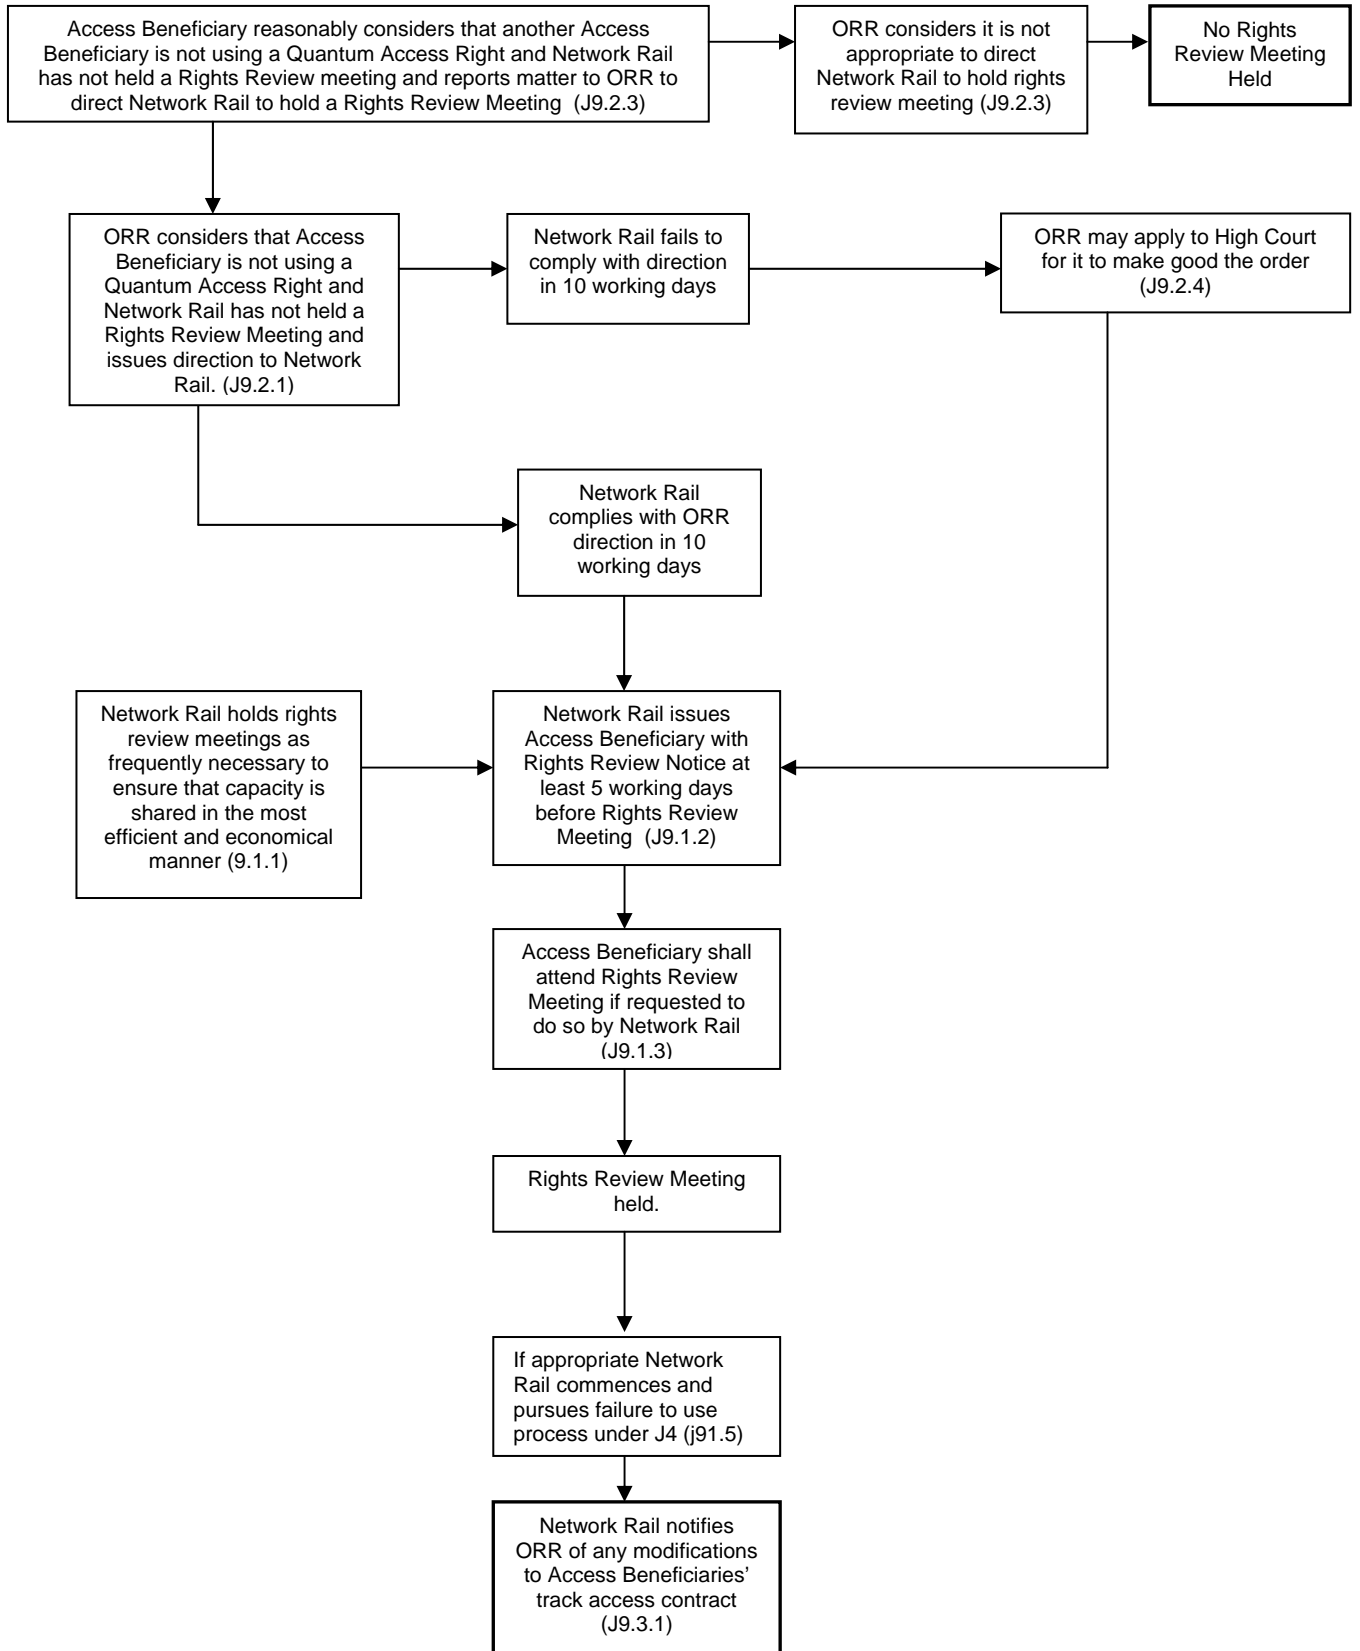 Access Beneficiary reasonably considers that another Access
Beneficiary is not using a Quantum Access Right and Network Rail
has not held a Rights Review meeting and reports matter to ORR to
direct Network Rail to hold a Rights Review Meeting (J9.2.3)
ORR considers it is not
appropriate to direct
Network Rail to hold rights
review meeting (J9.2.3)
No Rights
Review Meeting
Held
ORR considers that Access
Beneficiary is not using a
Quantum Access Right and
Network Rail has not held a
Rights Review Meeting and
issues direction to Network
Rail. (J9.2.1)
Network Rail fails to
comply with direction
in 10 working days
ORR may apply to High Court
for it to make good the order
(J9.2.4)
Network Rail
complies with ORR
direction in 10
working days
Network Rail holds rights
review meetings as
frequently necessary to
ensure that capacity is
shared in the most
efficient and economical
manner (9.1.1)
Network Rail issues
Access Beneficiary with
Rights Review Notice at
least 5 working days
before Rights Review
Meeting (J9.1.2)
Access Beneficiary shall
attend Rights Review
Meeting if requested to
do so by Network Rail
(J9.1.3)
Rights Review Meeting
held.
If appropriate Network
Rail commences and
pursues failure to use
process under J4 (j91.5)
Network Rail notifies
ORR of any modifications
to Access Beneficiaries'
track access contract
(J9.3.1)